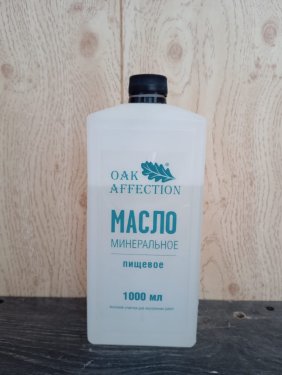 OAK
AFFECTION
МАСЛО
МИНЕРАЛЬНОЕ
пищевое
1000 мл